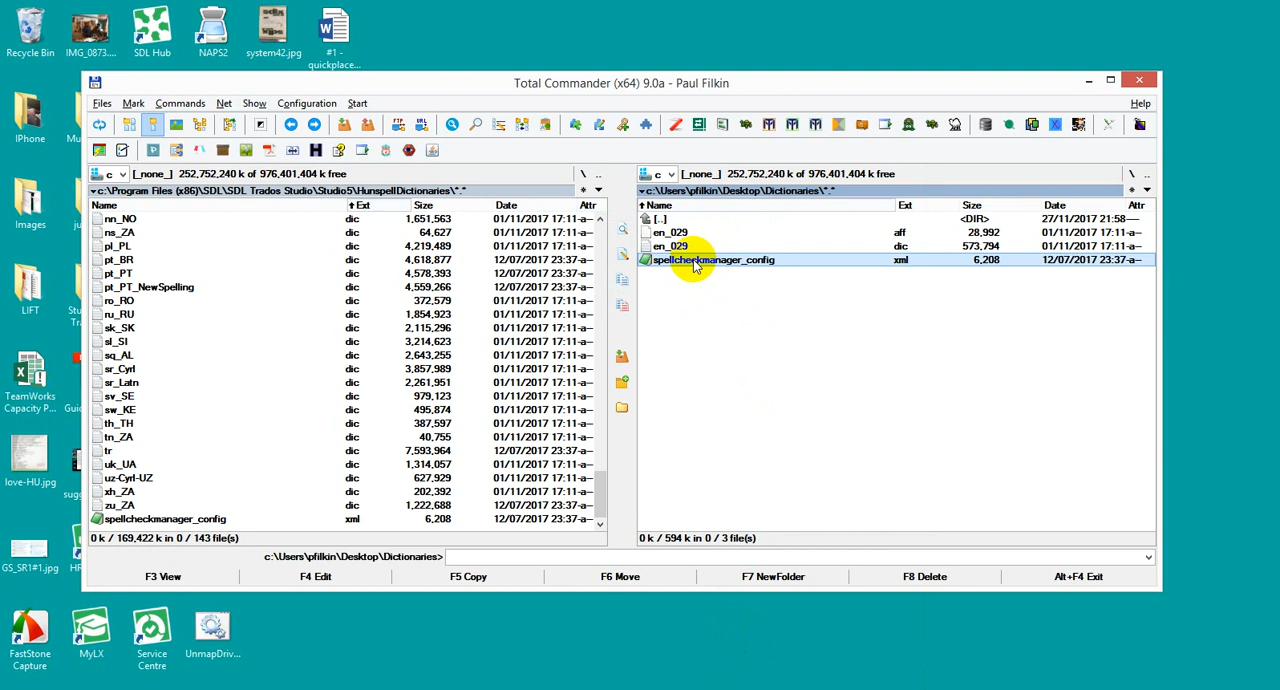 Recycle Bin
IMG_0873....
SDL Hub
NAPS2
system42.jpg
#1 -
quickplace...
Total Commander (x64) 9.0a - Paul Filkin
Files Mark Commands Net Show Configuration Start Help
c [_none_] 252,752,240 k of 976,401,404 k free \ ..
c [_none_] 252,752,240 k of 976,401,404 k free \ ..
c:\Program Files (x86)\SDL\SDL Trados Studio\Studio5\HunspellDictionaries\*.* *
c:\Users\pfilkin\Desktop\Dictionaries\*.* *
Name Ext Size Date Attr
nn_NO dic 1,651,563 01/11/2017 17:11-a--
ns_ZA dic 64,627 01/11/2017 17:11-a--
pl_PL dic 4,219,489 01/11/2017 17:11-a--
pt_BR dic 4,618,877 12/07/2017 23:37-a--
pt_PT dic 4,578,393 12/07/2017 23:37-a--
pt_PT_NewSpelling dic 4,559,266 12/07/2017 23:37-a--
ro_RO dic 372,579 01/11/2017 17:11-a--
ru_RU dic 1,854,923 01/11/2017 17:11-a--
sk_SK dic 2,115,296 01/11/2017 17:11-a--
sl_SI dic 3,214,623 01/11/2017 17:11-a--
sq_AL dic 2,643,255 01/11/2017 17:11-a--
sr_Cyrl dic 3,857,989 01/11/2017 17:11-a--
sr_Latn dic 2,261,951 01/11/2017 17:11-a--
sv_SE dic 979,123 01/11/2017 17:11-a--
sw_KE dic 495,874 01/11/2017 17:11-a--
th_TH dic 387,597 01/11/2017 17:11-a--
tn_ZA dic 40,755 01/11/2017 17:11-a--
tr dic 7,593,964 12/07/2017 23:37-a--
uk_UA dic 1,314,057 01/11/2017 17:11-a--
uz-Cyrl-UZ dic 627,929 01/11/2017 17:11-a--
xh_ZA dic 202,392 01/11/2017 17:11-a--
zu_ZA dic 1,222,688 01/11/2017 17:11-a--
spellcheckmanager_config xml 6,208 12/07/2017 23:37-a--
0 k / 169,422 k in 0 / 143 file(s)
Name Ext Size Date Attr
[..] <DIR> 27/11/2017 21:58----
en_029 aff 28,992 01/11/2017 17:11-a--
en_029 dic 573,794 01/11/2017 17:11-a--
spellcheckmanager_config xml 6,208 12/07/2017 23:37-a--
0 k / 594 k in 0 / 3 file(s)
c:\Users\pfilkin\Desktop\Dictionaries>
F3 View F4 Edit F5 Copy F6 Move F7 NewFolder F8 Delete Alt+F4 Exit
IPhone
Images
LIFT
TeamWorks
Capacity P...
love-HU.jpg
GS_SR1#1.jpg
FastStone
Capture
MyLX
Service
Centre
UnmapDriv...